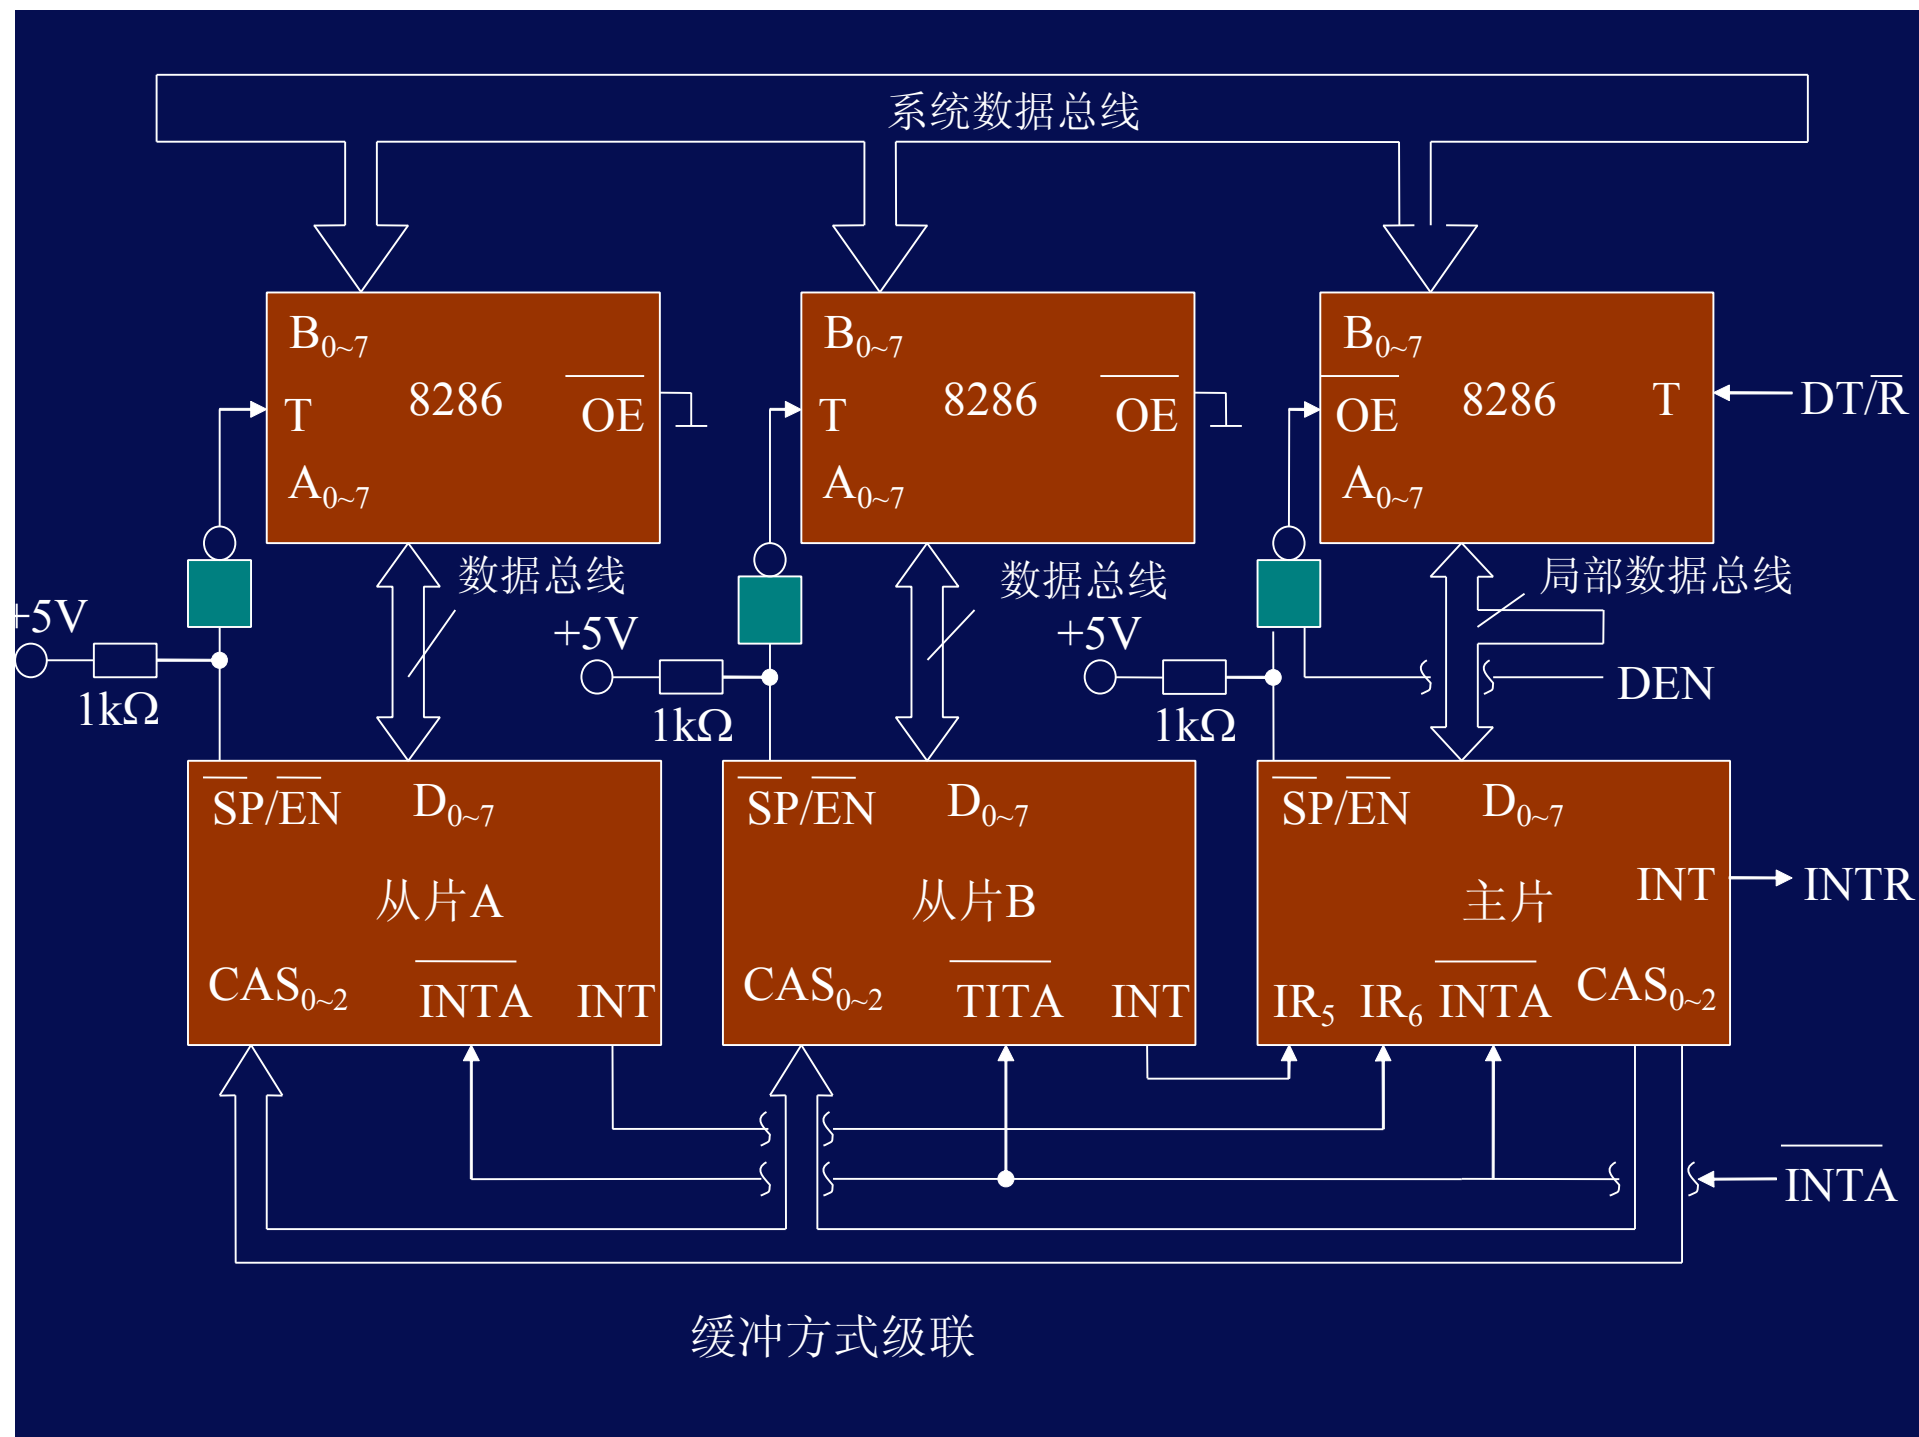 系统数据总线
B0~7
T
8286
OE
A0~7
B0~7
T
8286
OE
A0~7
B0~7
OE
8286
T
A0~7
DT/R
数据总线
数据总线
局部数据总线
+5V
1kΩ
+5V
1kΩ
+5V
1kΩ
DEN
SP/EN
D0~7
从片A
CAS0~2
INTA
INT
SP/EN
D0~7
从片B
CAS0~2
TITA
INT
SP/EN
D0~7
主片
INT
IR5
IR6
INTA
CAS0~2
INTR
INTA
缓冲方式级联